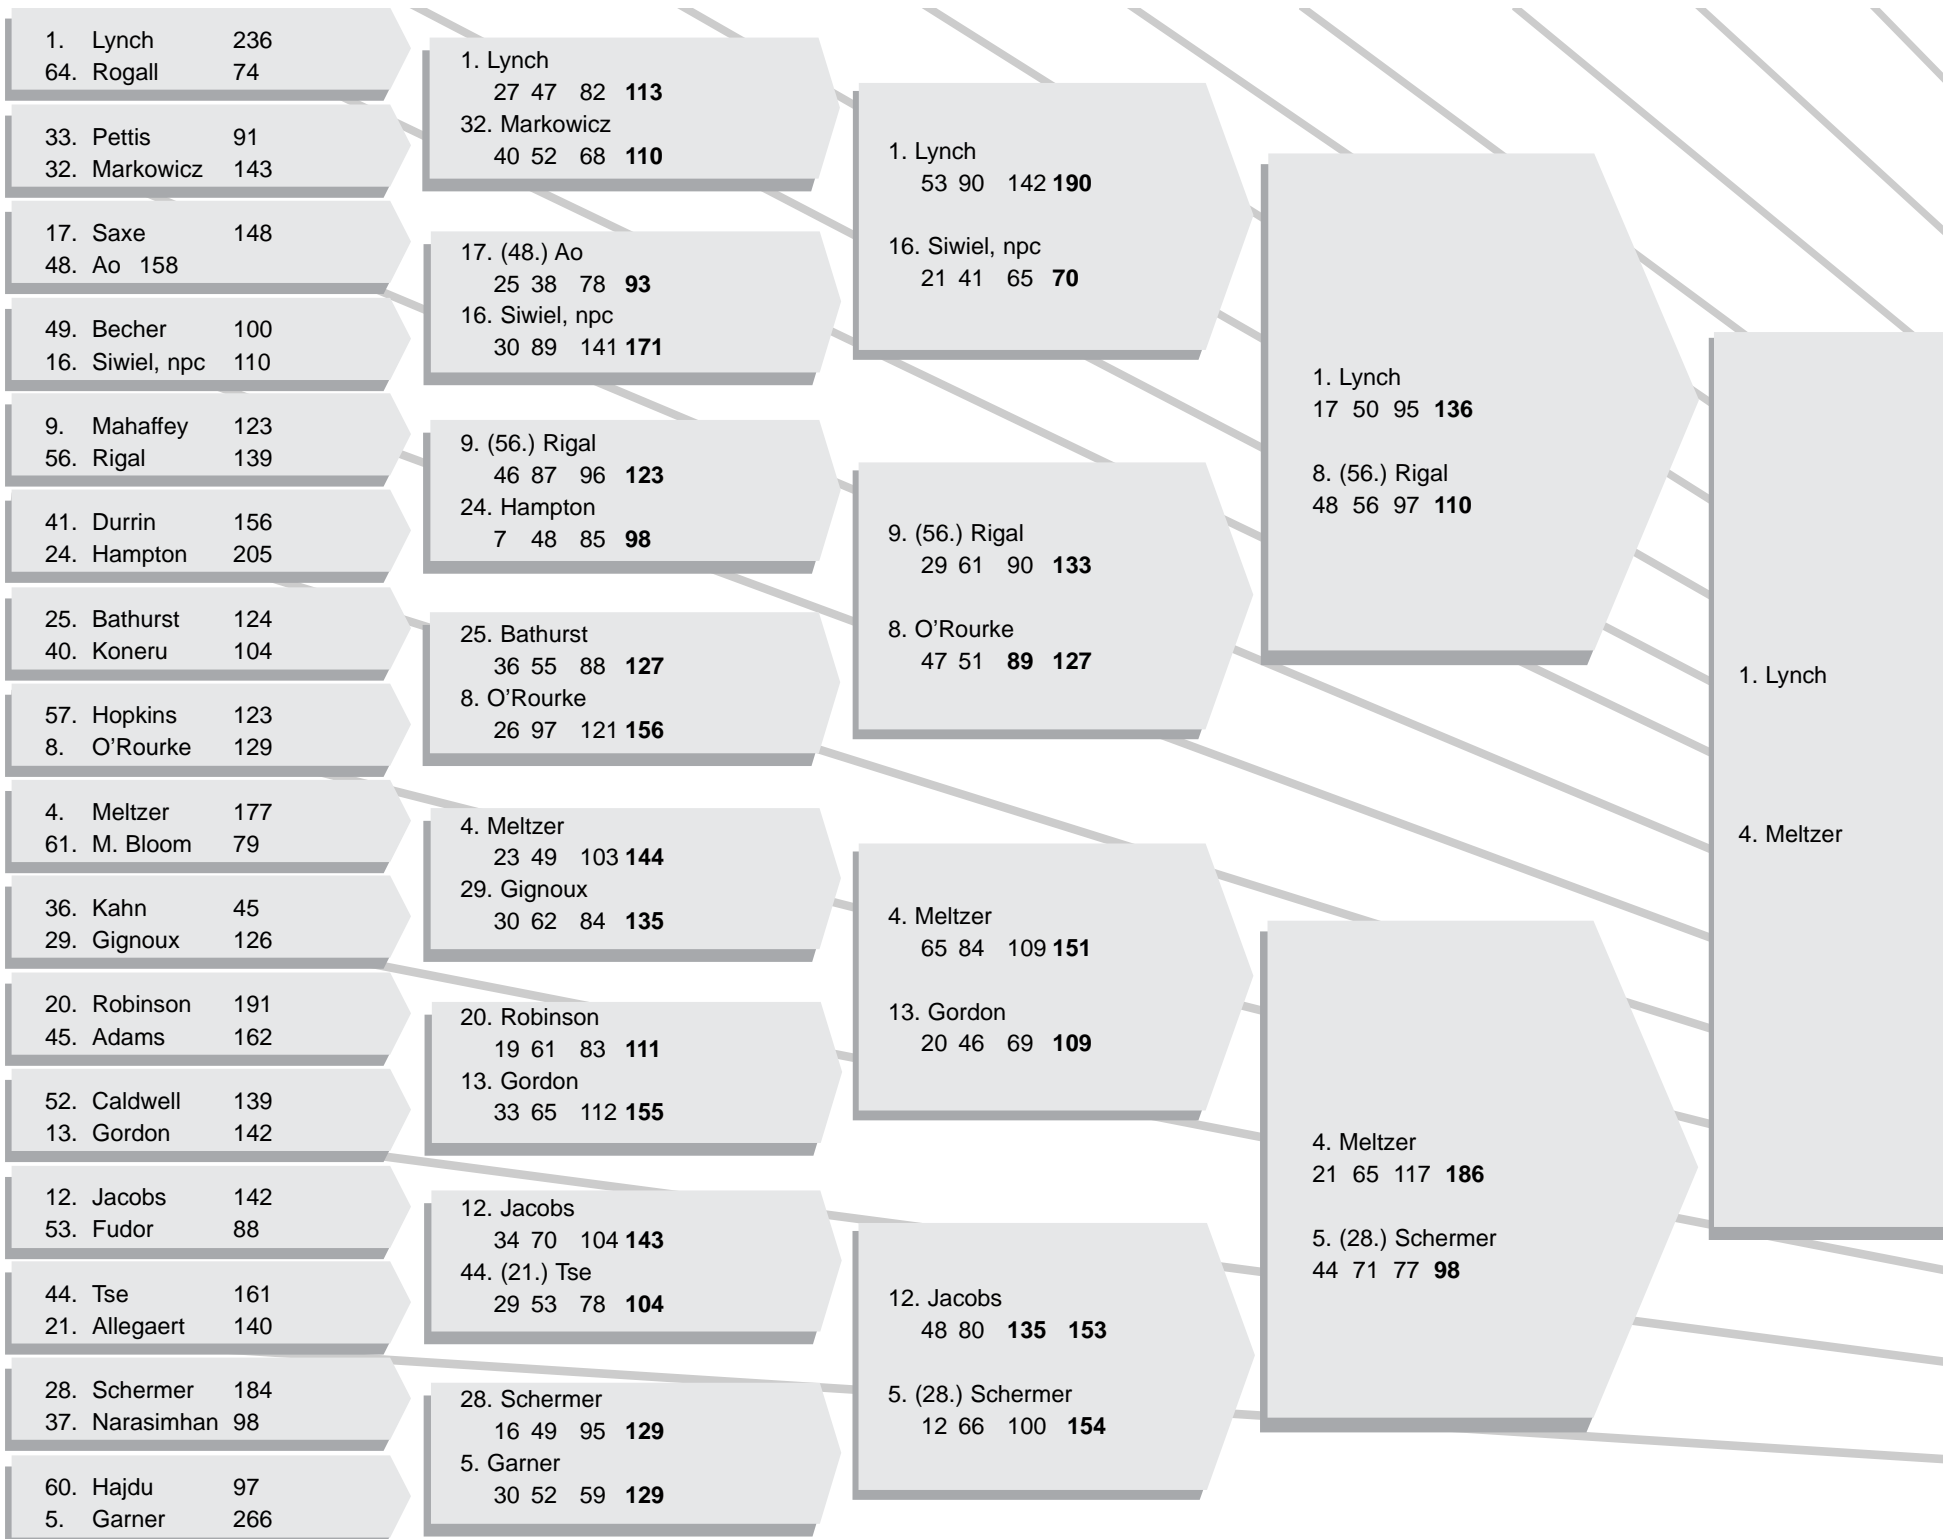 1. Lynch 236
64. Rogall 74
33. Pettis 91
32. Markowicz 143
17. Saxe 148
48. Ao 158
49. Becher 100
16. Siwiel, npc 110
9. Mahaffey 123
56. Rigal 139
41. Durrin 156
24. Hampton 205
25. Bathurst 124
40. Koneru 104
57. Hopkins 123
8. O'Rourke 129
4. Meltzer 177
61. M. Bloom 79
36. Kahn 45
29. Gignoux 126
20. Robinson 191
45. Adams 162
52. Caldwell 139
13. Gordon 142
12. Jacobs 142
53. Fudor 88
44. Tse 161
21. Allegaert 140
28. Schermer 184
37. Narasimhan 98
60. Hajdu 97
5. Garner 266
1. Lynch
27 47 82 113
32. Markowicz
40 52 68 110
17. (48.) Ao
25 38 78 93
16. Siwiel, npc
30 89 141 171
9. (56.) Rigal
46 87 96 123
24. Hampton
7 48 85 98
25. Bathurst
36 55 88 127
8. O'Rourke
26 97 121 156
4. Meltzer
23 49 103 144
29. Gignoux
30 62 84 135
20. Robinson
19 61 83 111
13. Gordon
33 65 112 155
12. Jacobs
34 70 104 143
44. (21.) Tse
29 53 78 104
28. Schermer
16 49 95 129
5. Garner
30 52 59 129
1. Lynch
53 90 142 190
16. Siwiel, npc
21 41 65 70
9. (56.) Rigal
29 61 90 133
8. O'Rourke
47 51 89 127
4. Meltzer
65 84 109 151
13. Gordon
20 46 69 109
12. Jacobs
48 80 135 153
5. (28.) Schermer
12 66 100 154
1. Lynch
17 50 95 136
8. (56.) Rigal
48 56 97 110
4. Meltzer
21 65 117 186
5. (28.) Schermer
44 71 77 98
1. Lynch
4. Meltzer